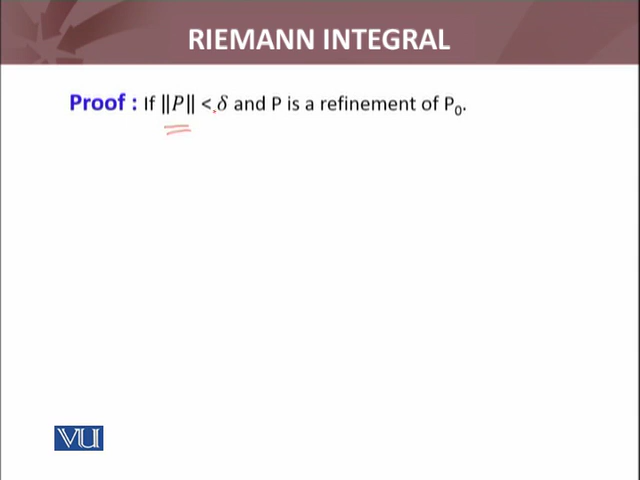 RIEMANN INTEGRAL
Proof : If ||P|| < δ and P is a refinement of P₀.
VU